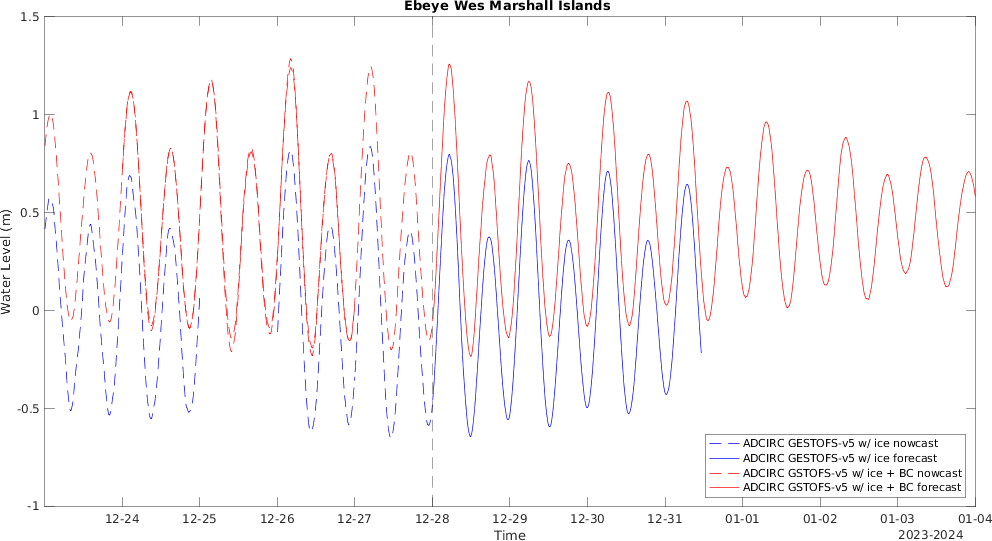 Ebeye Wes Marshall Islands
1.5
1
0.5
0
-0.5
-1
Water Level (m)
12-24
12-25
12-26
12-27
12-28
12-29
12-30
12-31
01-01
01-02
01-03
01-04
Time
2023-2024
ADCIRC GESTOFS-v5 w/ ice nowcast
ADCIRC GESTOFS-v5 w/ ice forecast
ADCIRC GSTOFS-v5 w/ ice + BC nowcast
ADCIRC GSTOFS-v5 w/ ice + BC forecast